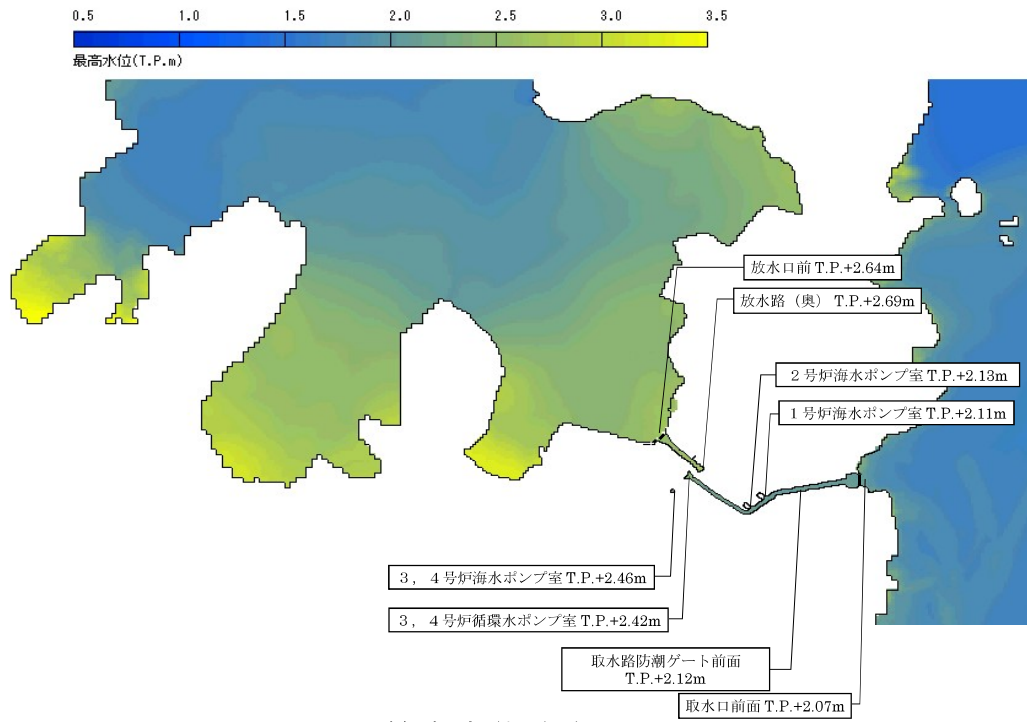 0.5 1.0 1.5 2.0 2.5 3.0 3.5
最高水位(T.P.m)
放水口前 T.P.+2.64m
放水路（奥） T.P.+2.69m
２号炉海水ポンプ室 T.P.+2.13m
１号炉海水ポンプ室 T.P.+2.11m
３，４号炉海水ポンプ室 T.P.+2.46m
３，４号炉循環水ポンプ室 T.P.+2.42m
取水路防潮ゲート前面
T.P.+2.12m
取水口前面 T.P.+2.07m